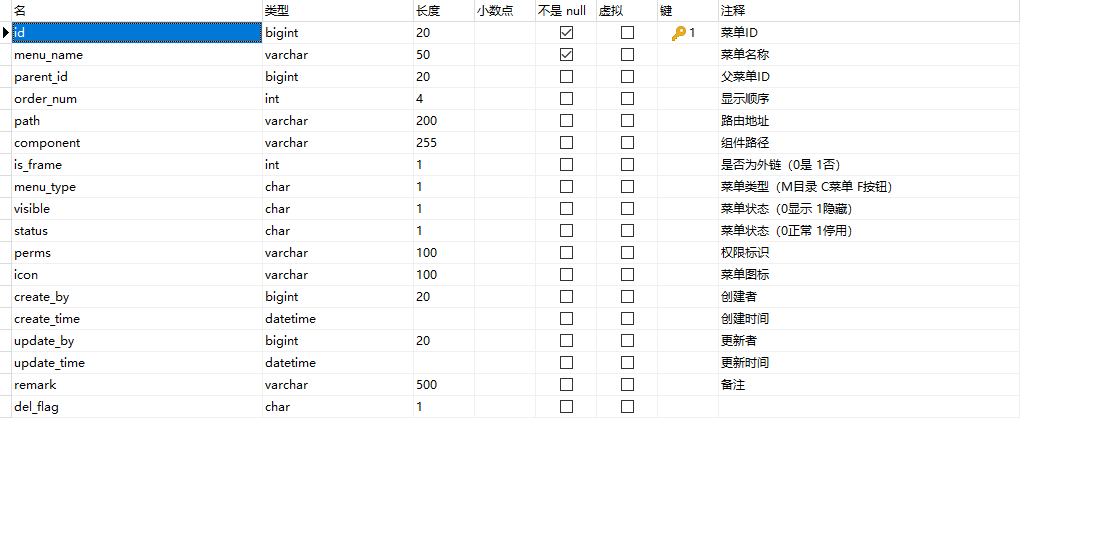 名 类型 长度 小数点 不是 null 虚拟 键 注释
id bigint 20 1 菜单ID
menu_name varchar 50 菜单名称
parent_id bigint 20 父菜单ID
order_num int 4 显示顺序
path varchar 200 路由地址
component varchar 255 组件路径
is_frame int 1 是否为外链（0是 1否）
menu_type char 1 菜单类型（M目录 C菜单 F按钮）
visible char 1 菜单状态（0显示 1隐藏）
status char 1 菜单状态（0正常 1停用）
perms varchar 100 权限标识
icon varchar 100 菜单图标
create_by bigint 20 创建者
create_time datetime 创建时间
update_by bigint 20 更新者
update_time datetime 更新时间
remark varchar 500 备注
del_flag char 1